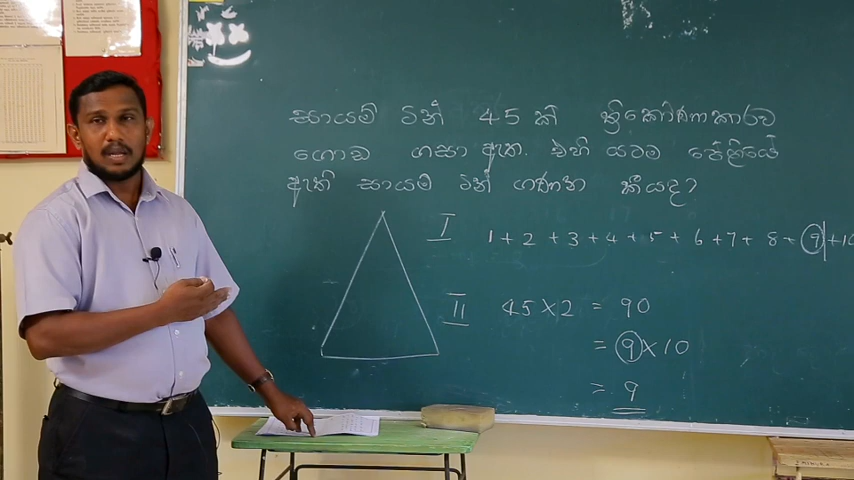 සායම් ටින් 45 ක් ත්‍රිකෝණාකාරව
ගොඩ ගසා ඇත. එහි යටම පේළියේ
ඇති සායම් ටින් ගණන කීයද?
I 1 + 2 + 3 + 4 + 5 + 6 + 7 + 8 + 9 + 10
II 45 × 2 = 90
= 9 × 10
= 9